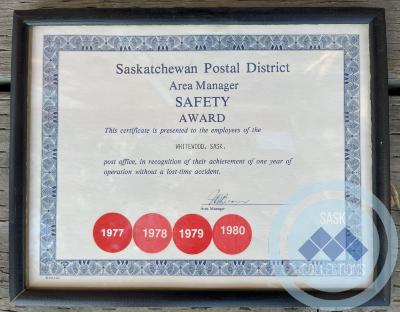 Saskatchewan Postal District
Area Manager
SAFETY
AWARD
This certificate is presented to the employees of the
WHITEWOOD, SASK.
post office, in recognition of their achievement of one year of
operation without a lost-time accident.
Area Manager
1977 1978 1979 1980
SASK
COLLECTIONS